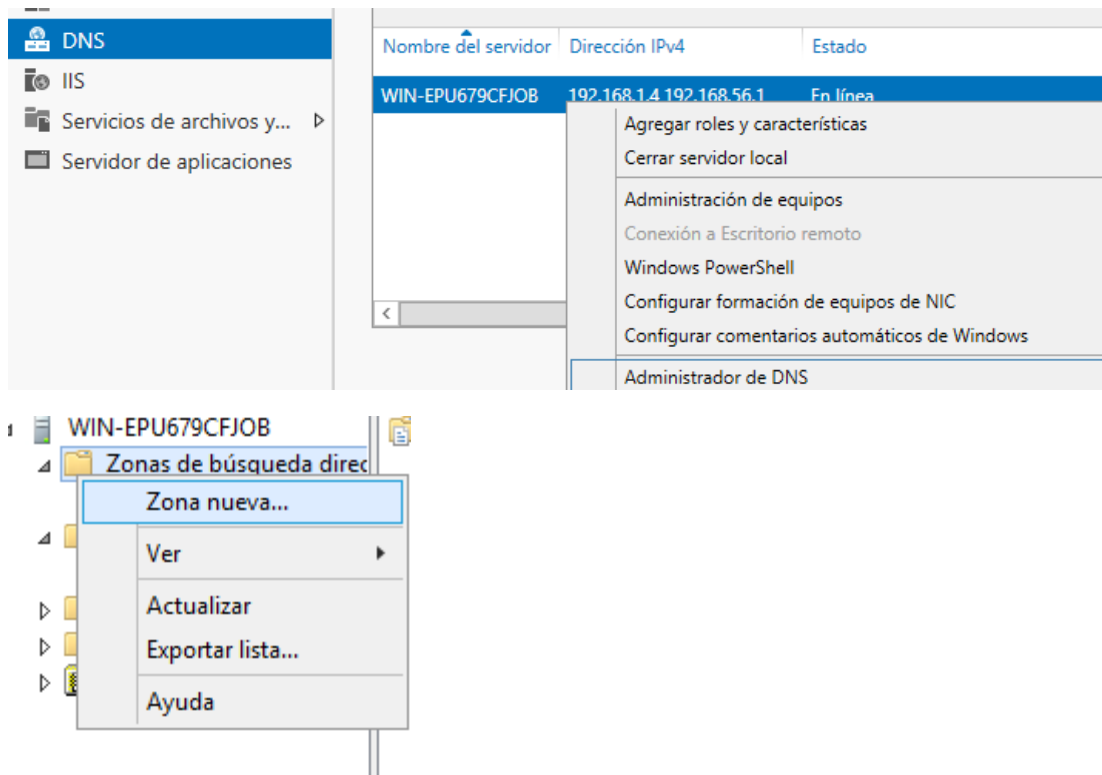 DNS
IIS
Servicios de archivos y...
Servidor de aplicaciones
Nombre del servidor Dirección IPv4 Estado
WIN-EPU679CFJOB 192.168.1.4 192.168.56.1 En línea
Agregar roles y características
Cerrar servidor local
Administración de equipos
Conexión a Escritorio remoto
Windows PowerShell
Configurar formación de equipos de NIC
Configurar comentarios automáticos de Windows
Administrador de DNS
WIN-EPU679CFJOB
Zonas de búsqueda direc
Zona nueva...
Ver
Actualizar
Exportar lista...
Ayuda